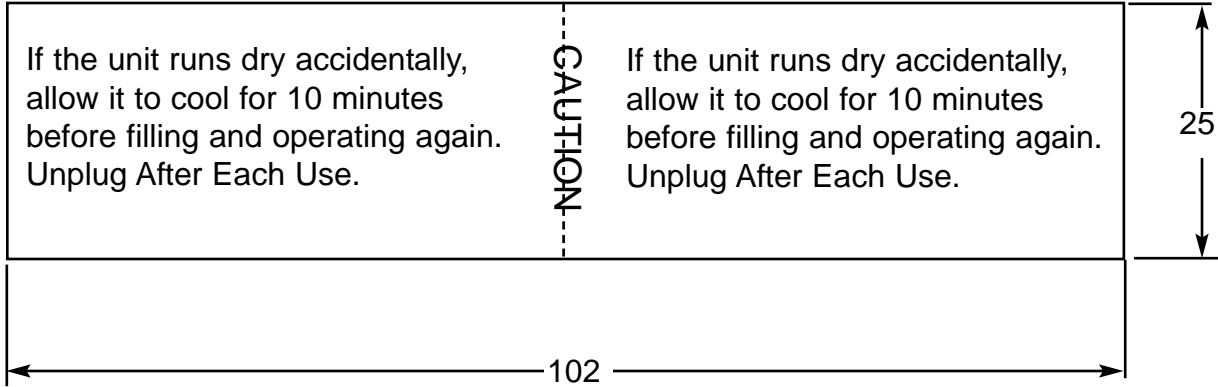 If the unit runs dry accidentally,
allow it to cool for 10 minutes
before filling and operating again.
Unplug After Each Use.
CAUTION
If the unit runs dry accidentally,
allow it to cool for 10 minutes
before filling and operating again.
Unplug After Each Use.
25
102